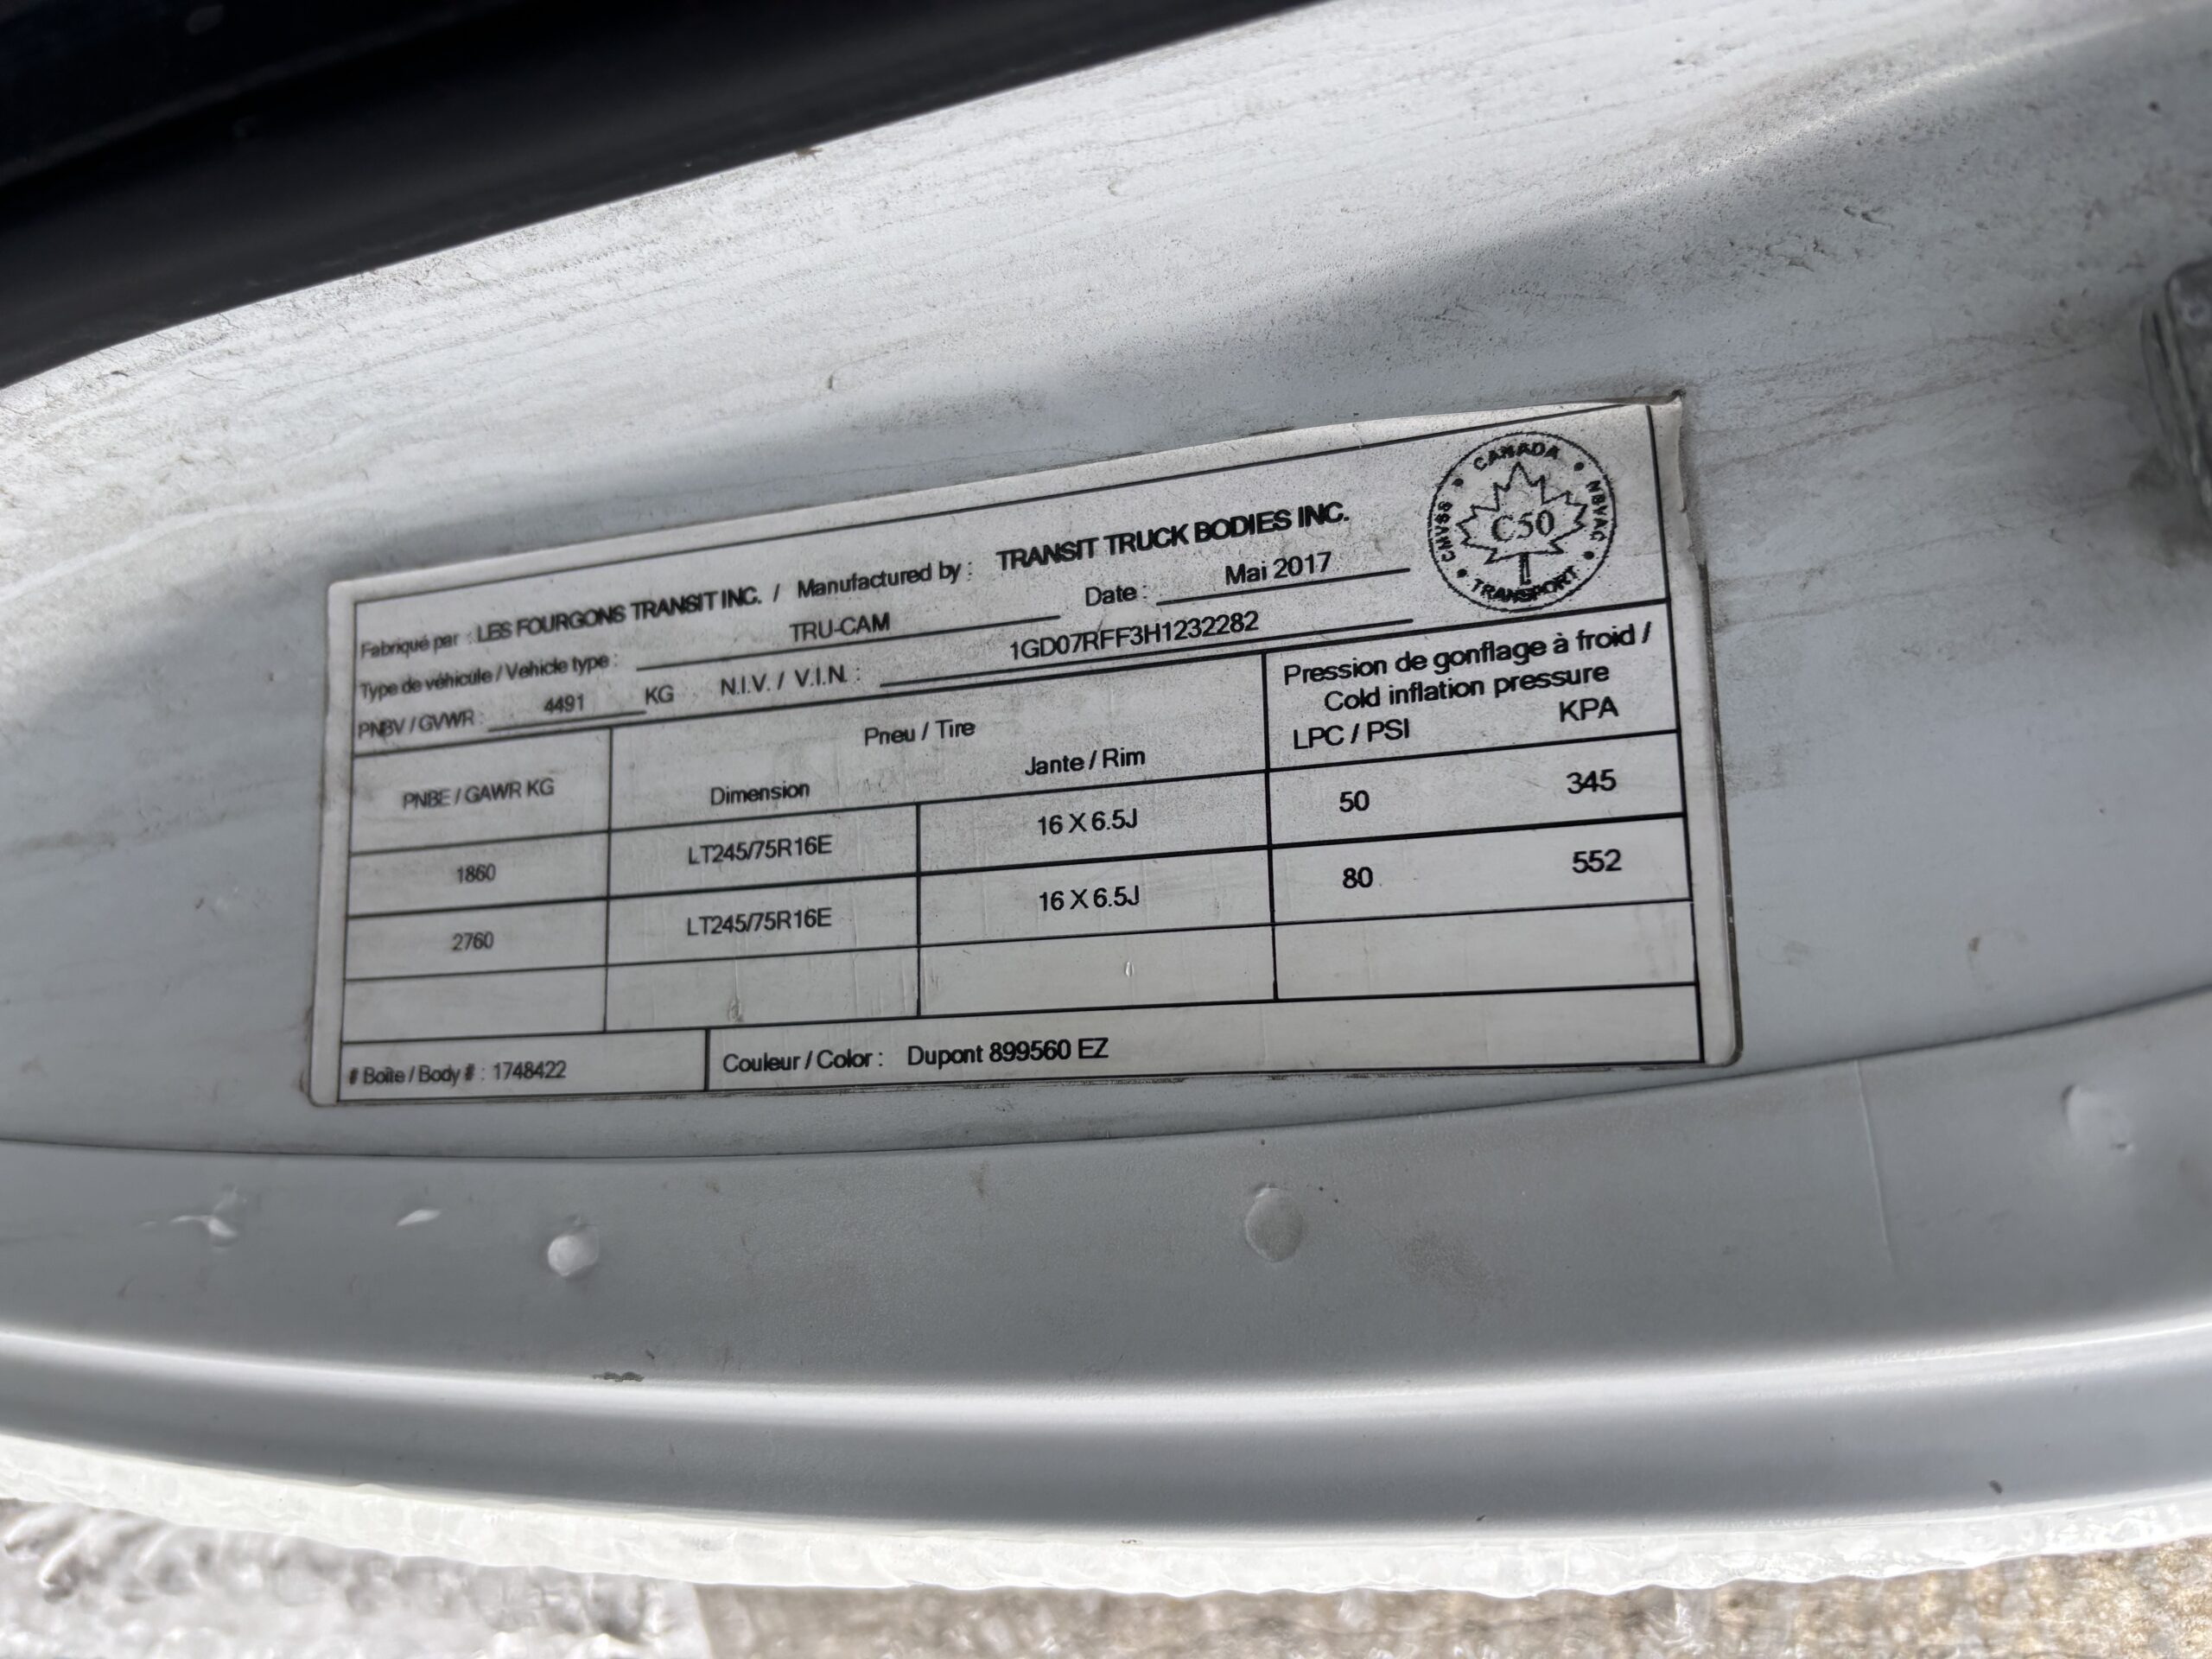 Fabriqué par : LES FOURGONS TRANSIT INC. / Manufactured by : TRANSIT TRUCK BODIES INC.
Type de véhicule / Vehicle type : TRU-CAM Date : Mai 2017
PNBV / GVWR : 4491 KG N.I.V. / V.I.N. : 1GD07RFF3H1232282
CANADA
NBVAC
CMVSS
C50
TRANSPORT
PNBE / GAWR KG
Pneu / Tire
Dimension Jante / Rim
Pression de gonflage à froid /
Cold inflation pressure
LPC / PSI KPA
1860 LT245/75R16E 16 X 6.5J 50 345
2760 LT245/75R16E 16 X 6.5J 80 552
# Boîte / Body # : 1748422 Couleur / Color : Dupont 899560 EZ